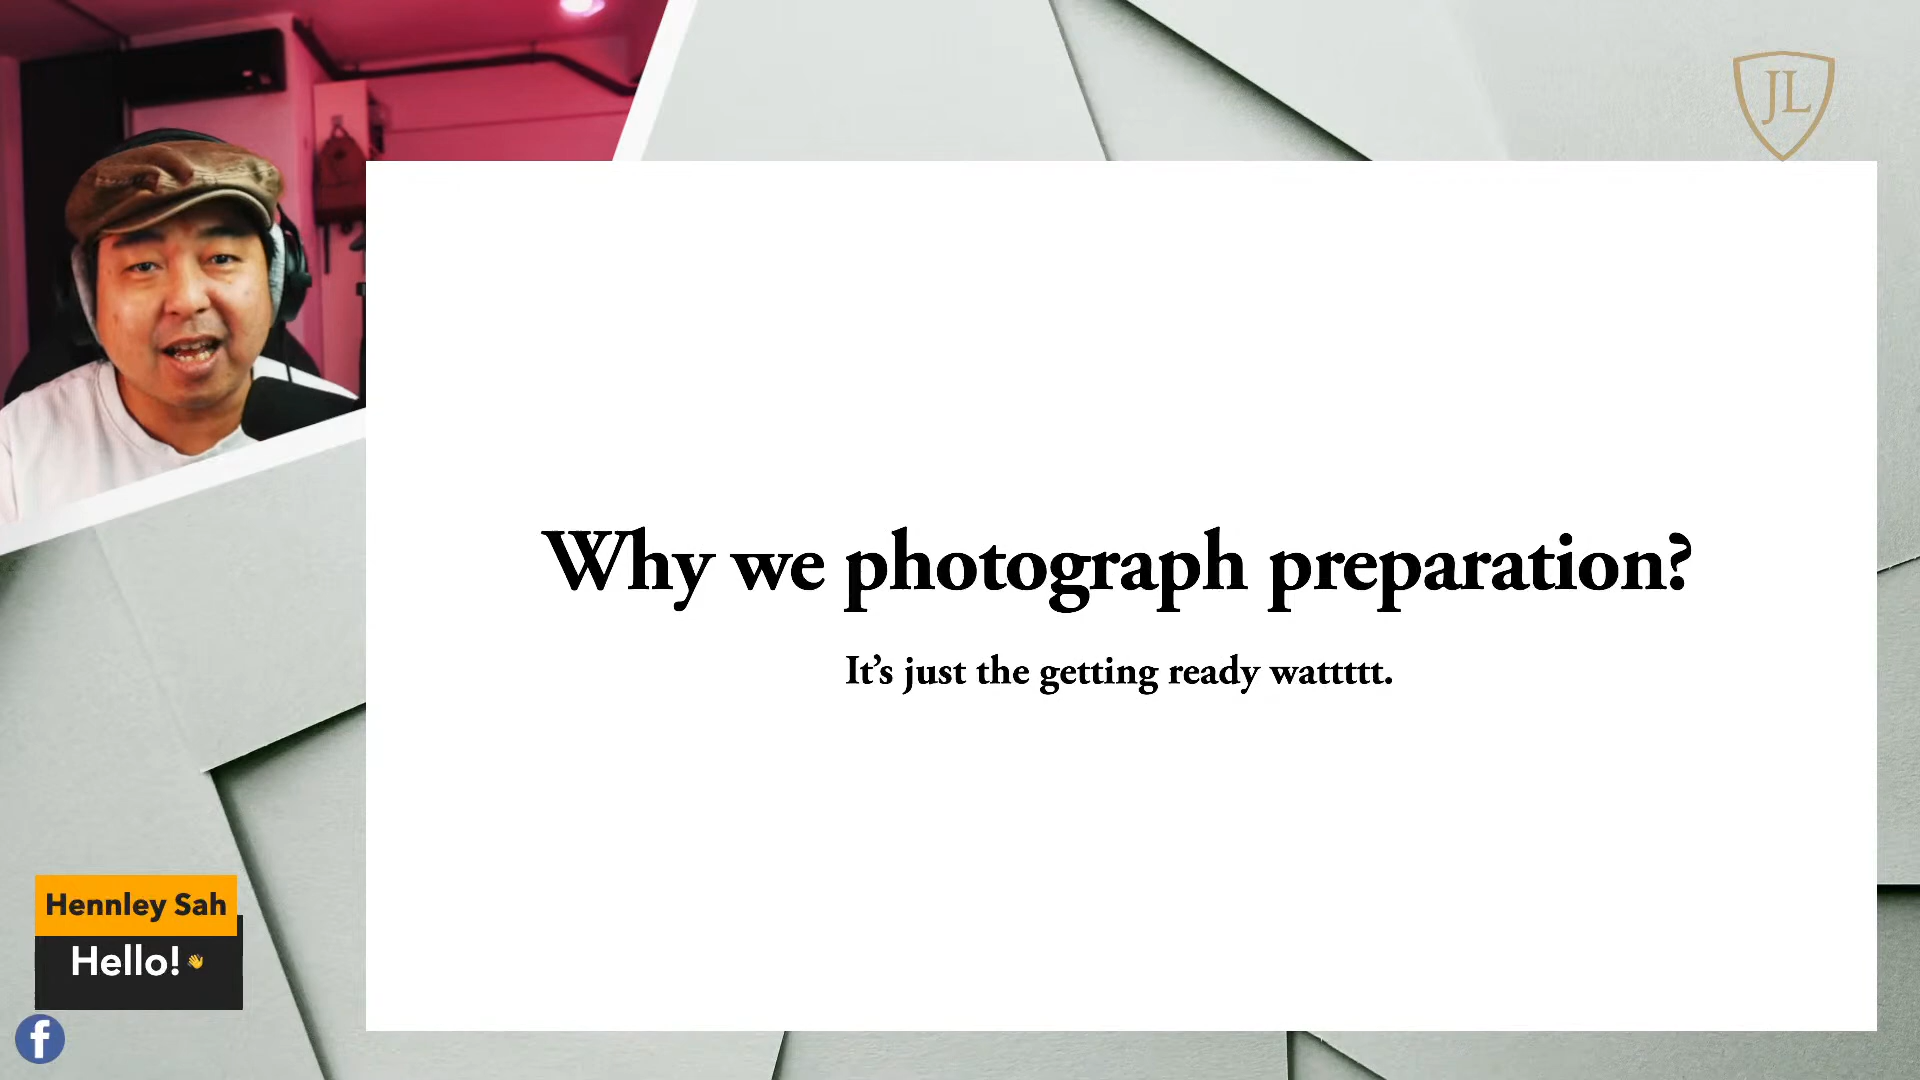 JL
Why we photograph preparation?
It’s just the getting ready wattttt.
Hennley Sah
Hello! 👋
f